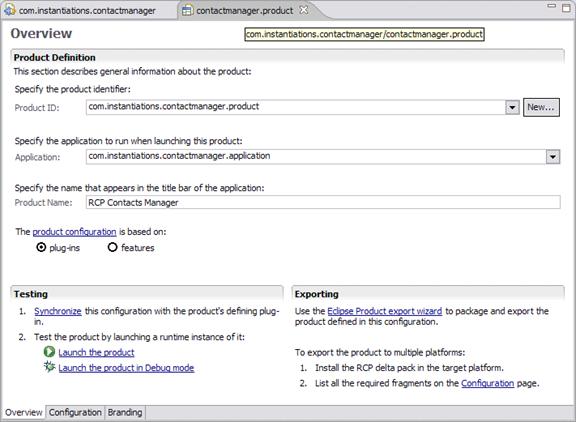 com.instantiations.contactmanager
contactmanager.product
Overview
com.instantiations.contactmanager/contactmanager.product
Product Definition
This section describes general information about the product:
Specify the product identifier:
Product ID: com.instantiations.contactmanager.product New...
Specify the application to run when launching this product:
Application: com.instantiations.contactmanager.application
Specify the name that appears in the title bar of the application:
Product Name: RCP Contacts Manager
The product configuration is based on:
plug-ins features
Testing
1. Synchronize this configuration with the product's defining plug-
in.
2. Test the product by launching a runtime instance of it:
Launch the product
Launch the product in Debug mode
Exporting
Use the Eclipse Product export wizard to package and export the
product defined in this configuration.
To export the product to multiple platforms:
1. Install the RCP delta pack in the target platform.
2. List all the required fragments on the Configuration page.
Overview Configuration Branding